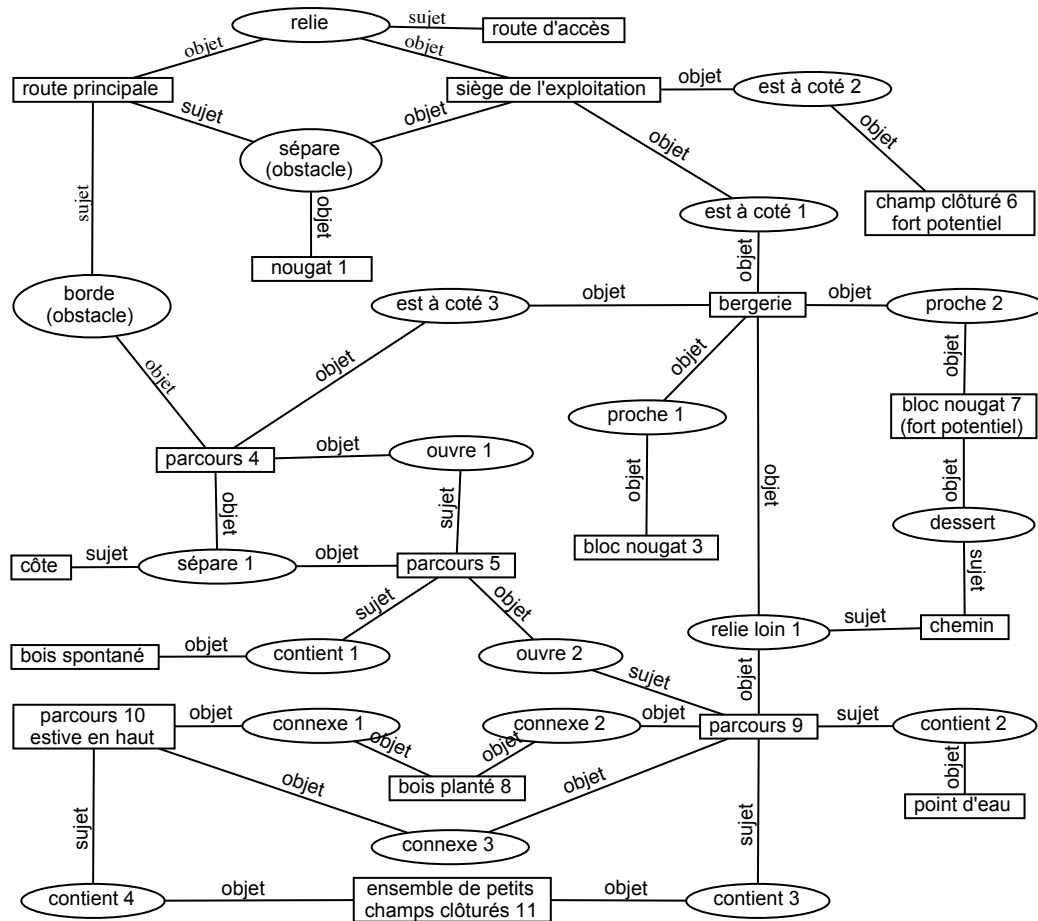 relie
sujet
route d'accès
objet
objet
route principale
siège de l'exploitation
objet
est à coté 2
sujet
objet
sépare
(obstacle)
objet
objet
sujet
objet
champ clôturé 6
fort potentiel
est à coté 1
nougat 1
objet
borde
(obstacle)
est à coté 3
objet
bergerie
objet
proche 2
objet
objet
objet
objet
bloc nougat 7
(fort potentiel)
proche 1
parcours 4
objet
ouvre 1
objet
objet
objet
objet
sujet
dessert
bloc nougat 3
côte
sujet
sépare 1
objet
parcours 5
sujet
sujet
objet
bois spontané
objet
contient 1
ouvre 2
relie loin 1
sujet
chemin
sujet
objet
parcours 10
estive en haut
objet
connexe 1
connexe 2
objet
parcours 9
sujet
contient 2
objet
objet
objet
bois planté 8
point d'eau
objet
objet
sujet
connexe 3
sujet
contient 4
objet
ensemble de petits
champs clôturés 11
objet
contient 3